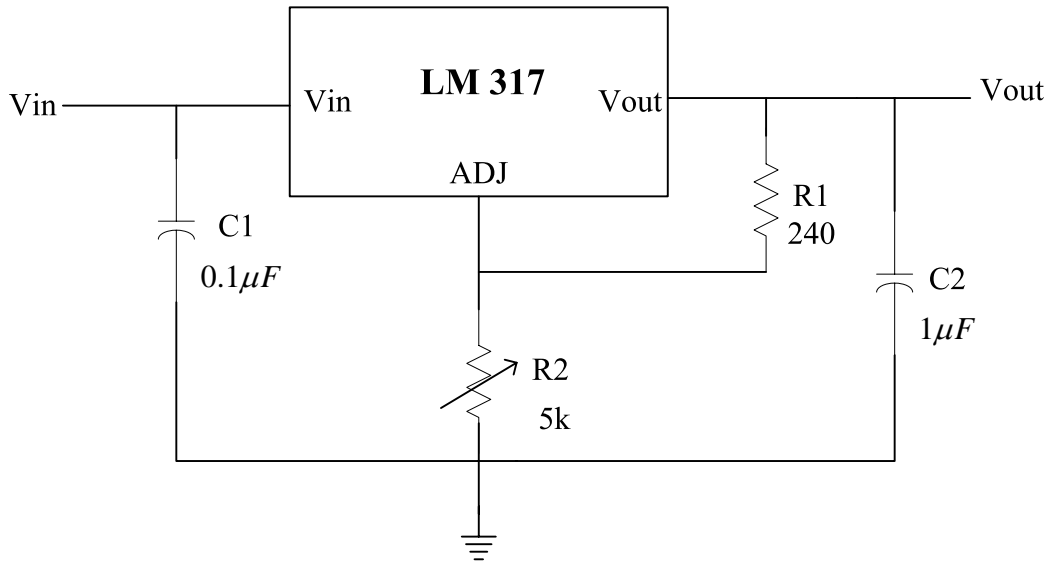 LM 317
Vin
Vin
Vout
Vout
ADJ
R1
240
C1
0.1μF
C2
1μF
R2
5k